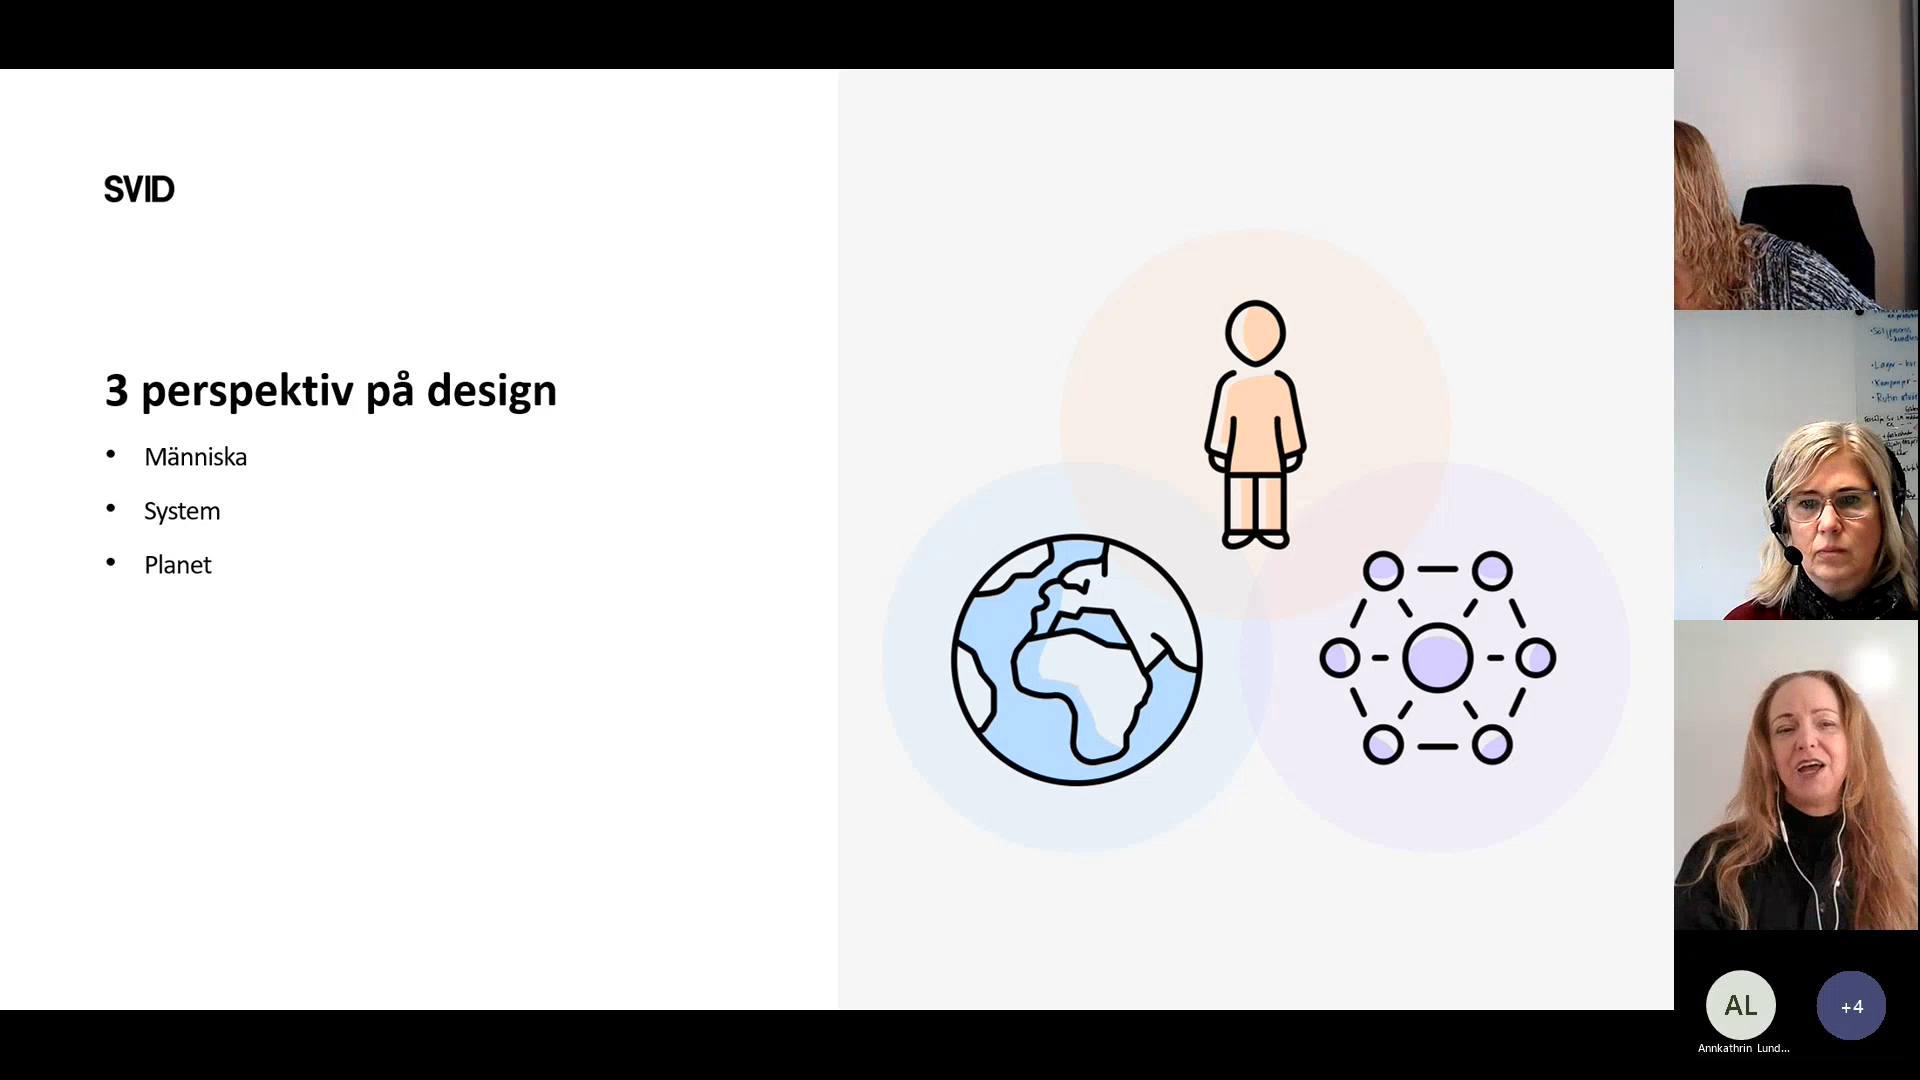 SVID
3 perspektiv på design
• Människa
• System
• Planet
AL
+4
Annkathrin Lund...